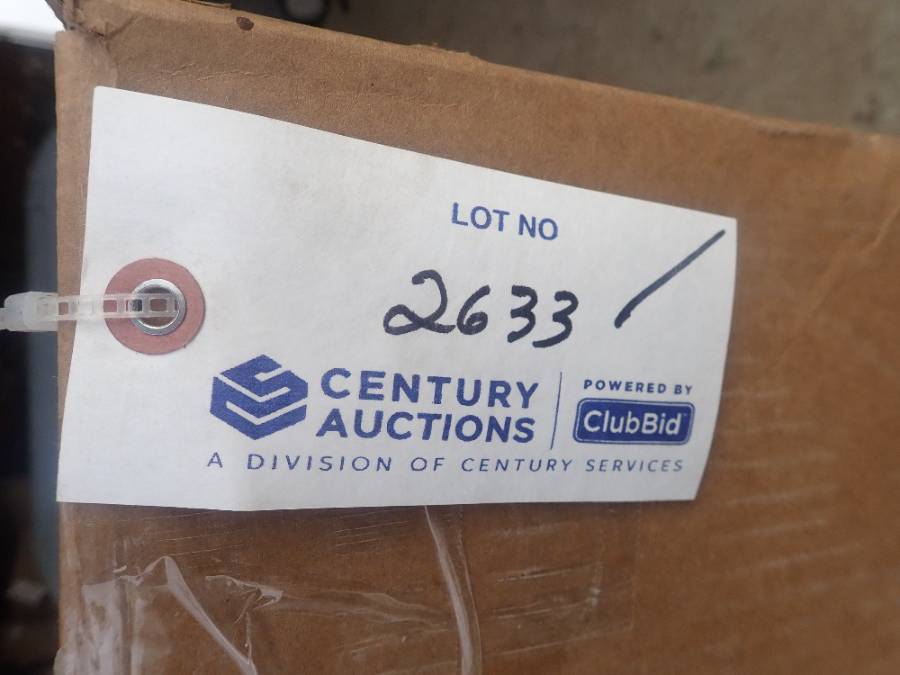 LOT NO
2633 /
CENTURY
AUCTIONS
POWERED BY
ClubBid
A DIVISION OF CENTURY SERVICES